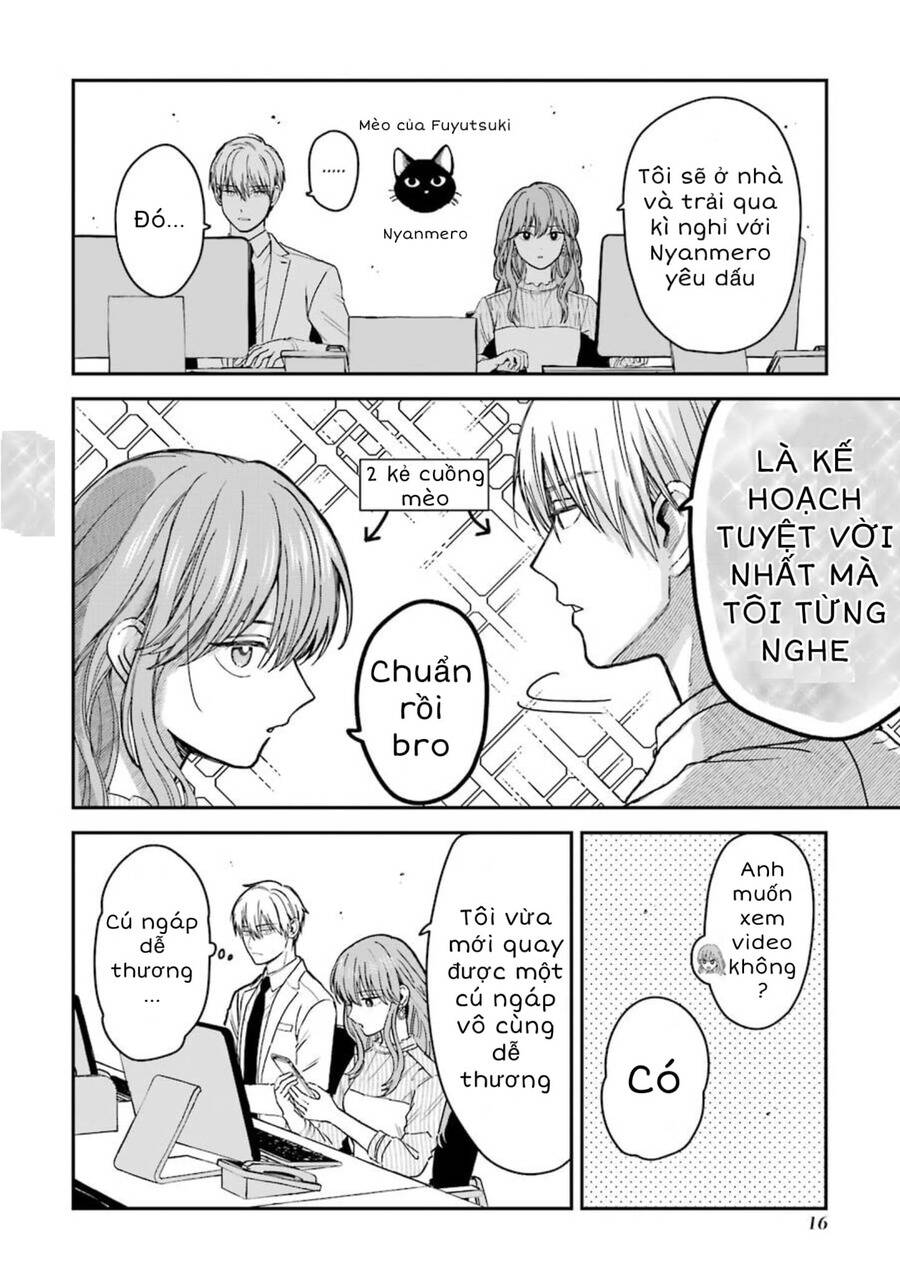 Tôi sẽ ở nhà
và trải qua
kì nghỉ với
Nyanmero
yêu dấu
Mèo của Fuyutsuki
Nyanmero
.....
Đó...
LÀ KẾ
HOẠCH
TUYỆT VỜI
NHẤT MÀ
TÔI TỪNG
NGHE
2 kẻ cuồng
mèo
Chuẩn
rồi
bro
Anh
muốn
xem
video
không
?
Có
Tôi vừa
mới quay
được một
cú ngáp
vô cùng
dễ
thương
Cú ngáp
dễ
thương
...
16